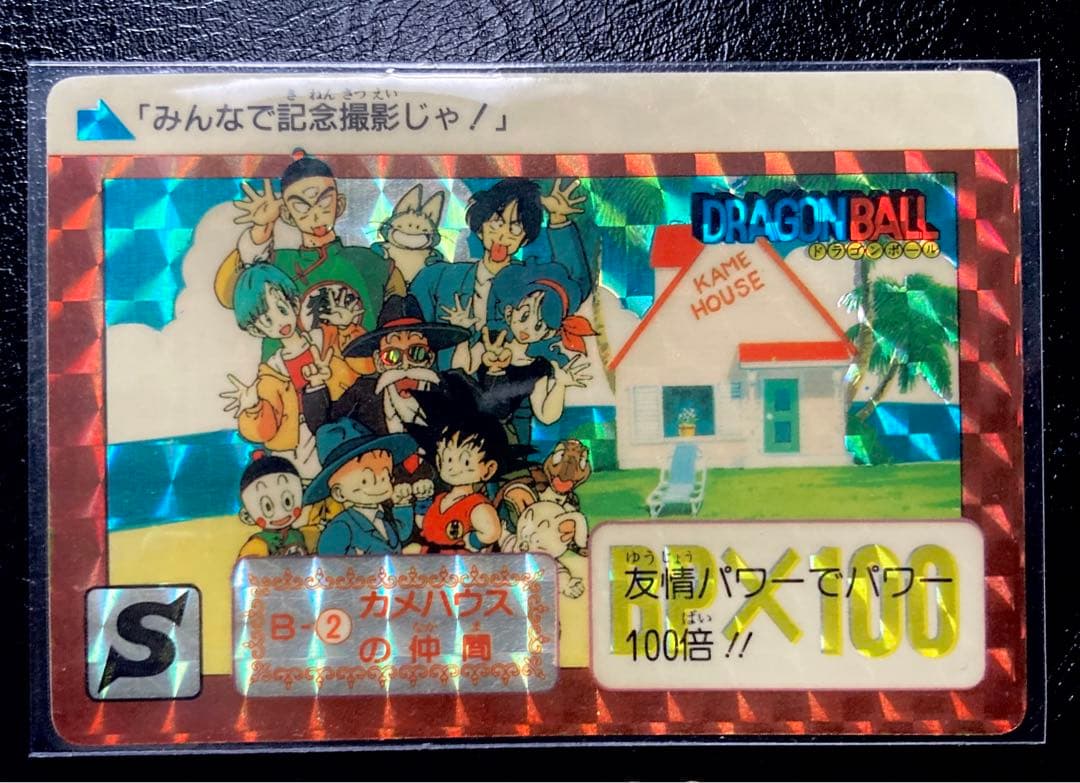 「みんなで記念撮影じゃ！」
きねんさつえい
DRAGON BALL
ドラゴンボール
KAME
HOUSE
S
B-②
カメハウス
の仲間
なかま
BP×100
友情パワーでパワー
ゆうじょう
100倍!!
ばい